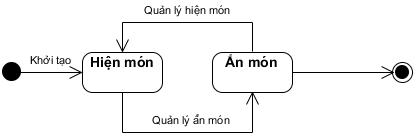 Quản lý hiện món
Khởi tạo
Hiện món
Ẩn món
Quản lý ẩn món